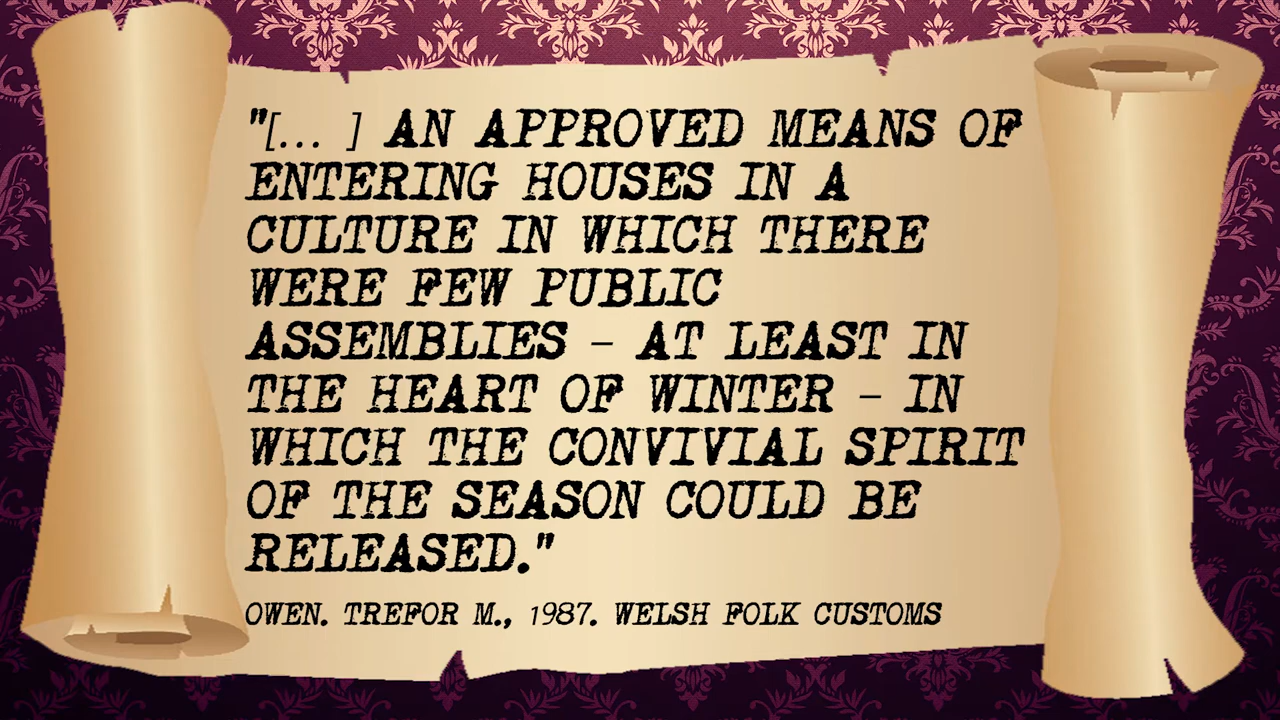 "[... ] AN APPROVED MEANS OF
ENTERING HOUSES IN A
CULTURE IN WHICH THERE
WERE FEW PUBLIC
ASSEMBLIES – AT LEAST IN
THE HEART OF WINTER – IN
WHICH THE CONVIVIAL SPIRIT
OF THE SEASON COULD BE
RELEASED."
OWEN. TREFOR M., 1987. WELSH FOLK CUSTOMS